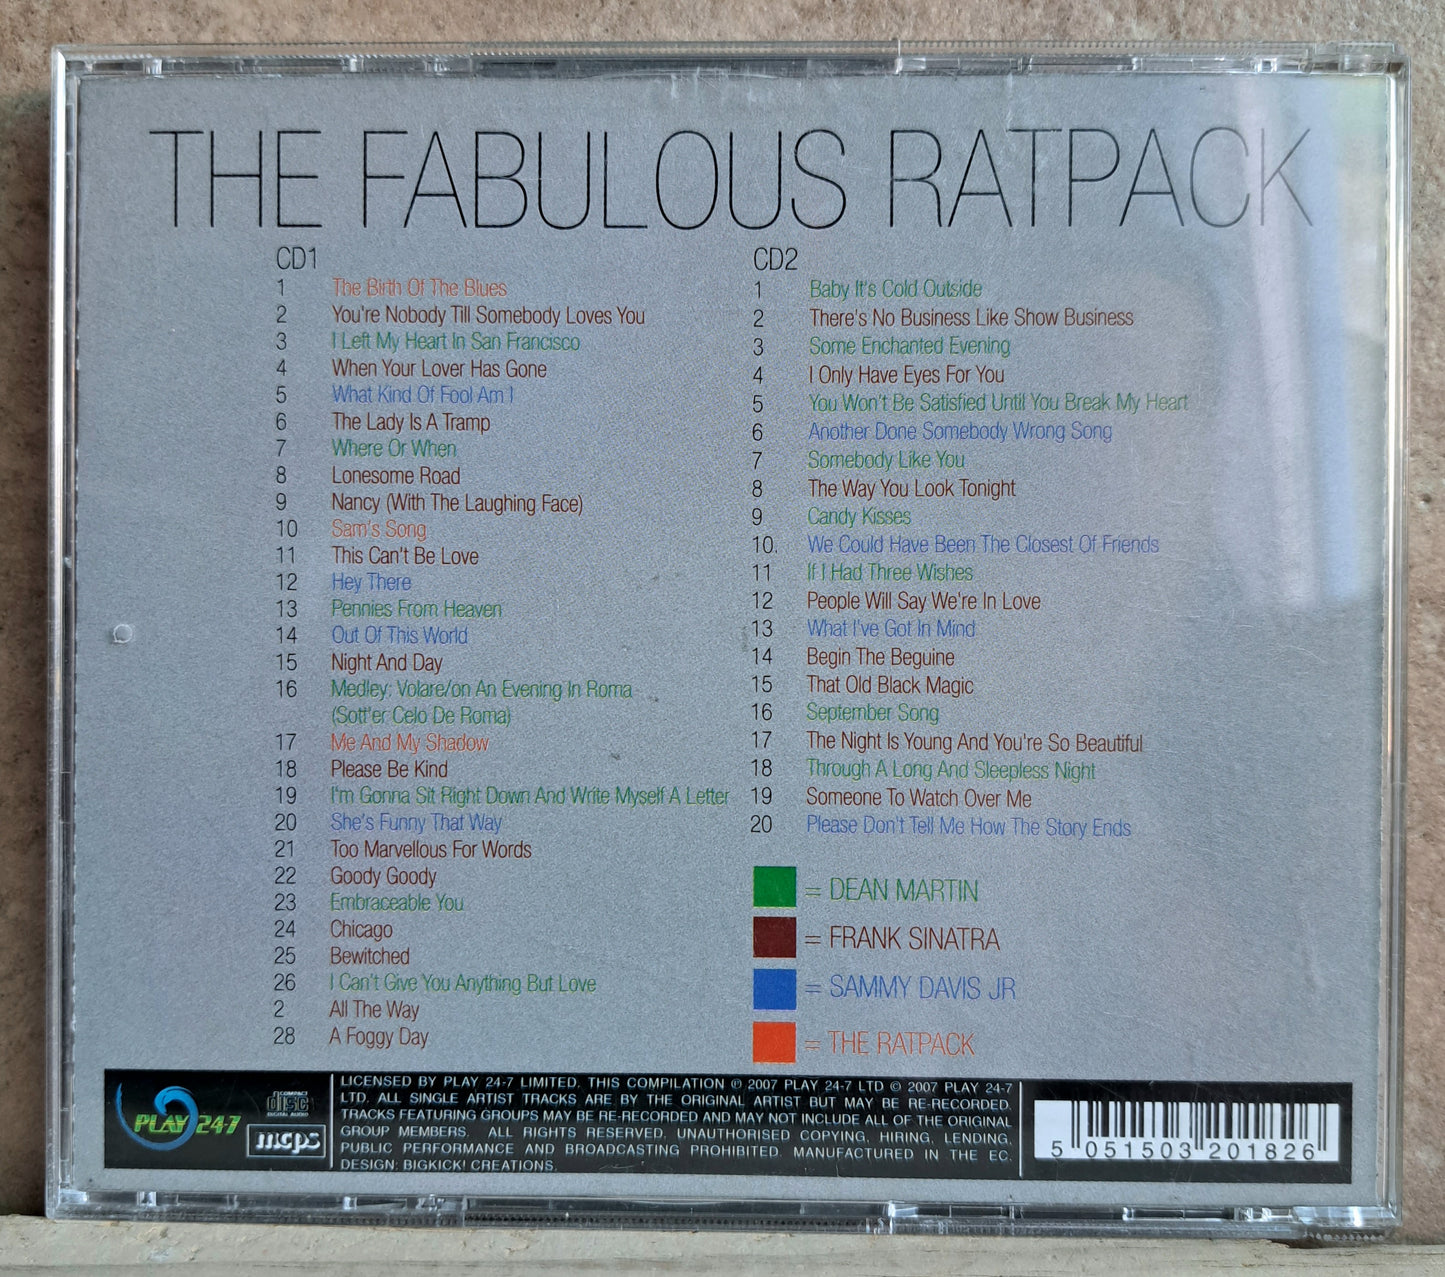 THE FABULOUS RATPACK
CD1
1 The Birth Of The Blues
2 You're Nobody Till Somebody Loves You
3 I Left My Heart In San Francisco
4 When Your Lover Has Gone
5 What Kind Of Fool Am I
6 The Lady Is A Tramp
7 Where Or When
8 Lonesome Road
9 Nancy (With The Laughing Face)
10 Sam's Song
11 This Can't Be Love
12 Hey There
13 Pennies From Heaven
14 Out Of This World
15 Night And Day
16 Medley: Volare/on An Evening In Roma
(Sott'er Celo De Roma)
17 Me And My Shadow
18 Please Be Kind
19 I'm Gonna Sit Right Down And Write Myself A Letter
20 She's Funny That Way
21 Too Marvellous For Words
22 Goody Goody
23 Embraceable You
24 Chicago
25 Bewitched
26 I Can't Give You Anything But Love
2 All The Way
28 A Foggy Day
CD2
1 Baby It's Cold Outside
2 There's No Business Like Show Business
3 Some Enchanted Evening
4 I Only Have Eyes For You
5 You Won't Be Satisfied Until You Break My Heart
6 Another Done Somebody Wrong Song
7 Somebody Like You
8 The Way You Look Tonight
9 Candy Kisses
10. We Could Have Been The Closest Of Friends
11 If I Had Three Wishes
12 People Will Say We're In Love
13 What I've Got In Mind
14 Begin The Beguine
15 That Old Black Magic
16 September Song
17 The Night Is Young And You're So Beautiful
18 Through A Long And Sleepless Night
19 Someone To Watch Over Me
20 Please Don't Tell Me How The Story Ends
= DEAN MARTIN
= FRANK SINATRA
= SAMMY DAVIS JR
= THE RATPACK
PLAY 24-7
COMPACT
disc
DIGITAL AUDIO
mcps
LICENSED BY PLAY 24-7 LIMITED. THIS COMPILATION ℗ 2007 PLAY 24-7 LTD © 2007 PLAY 24-7
LTD. ALL SINGLE ARTIST TRACKS ARE BY THE ORIGINAL ARTIST BUT MAY BE RE-RECORDED.
TRACKS FEATURING GROUPS MAY BE RE-RECORDED AND MAY NOT INCLUDE ALL OF THE ORIGINAL
GROUP MEMBERS. ALL RIGHTS RESERVED, UNAUTHORISED COPYING, HIRING, LENDING,
PUBLIC PERFORMANCE AND BROADCASTING PROHIBITED. MANUFACTURED IN THE EC.
DESIGN: BIGKICK! CREATIONS.
5 051503 201826